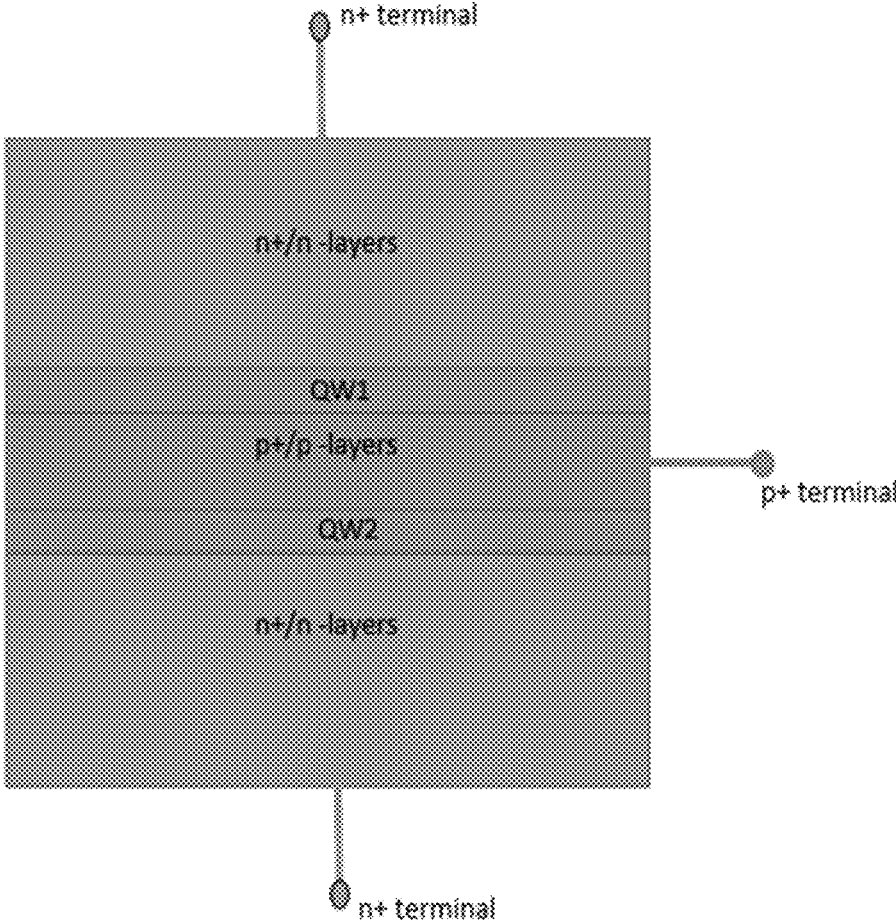 n+ terminal
n+/n -layers
QW1
p+/p -layers
p+ terminal
QW2
n+/n -layers
n+ terminal